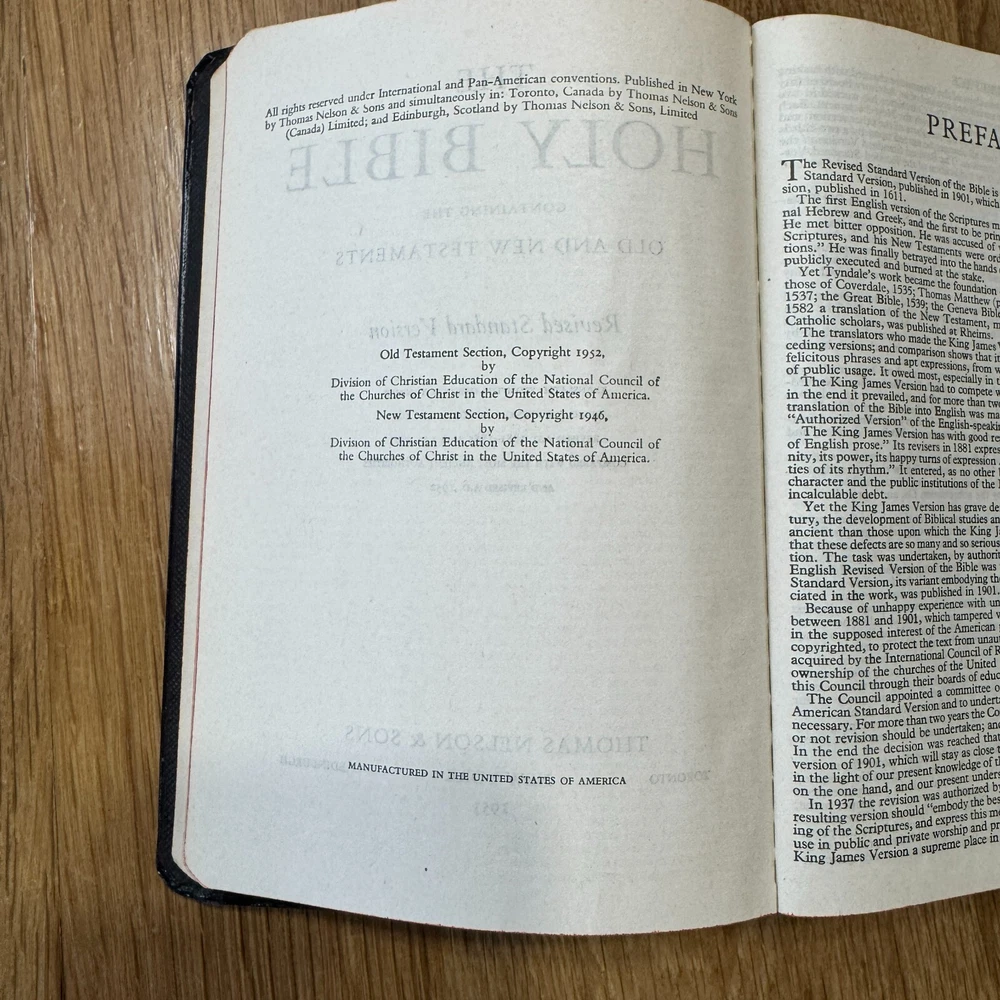 All rights reserved under International and Pan-American conventions. Published in New York
by Thomas Nelson & Sons and simultaneously in: Toronto, Canada by Thomas Nelson & Sons
(Canada) Limited; and Edinburgh, Scotland by Thomas Nelson & Sons, Limited
THE
HOLY BIBLE
CONTAINING THE
OLD AND NEW TESTAMENTS
Revised Standard Version
Old Testament Section, Copyright 1952,
by
Division of Christian Education of the National Council of
the Churches of Christ in the United States of America.
New Testament Section, Copyright 1946,
by
Division of Christian Education of the National Council of
the Churches of Christ in the United States of America.
THOMAS NELSON & SONS
TORONTO EDINBURGH
MANUFACTURED IN THE UNITED STATES OF AMERICA
PREFA
The Revised Standard Version of the Bible is
Standard Version, published in 1901, which
sion, published in 1611.
The first English version of the Scriptures m
nal Hebrew and Greek, and the first to be prin
He met bitter opposition. He was accused of
Scriptures, and his New Testaments were ord
tions.” He was finally betrayed into the hands
publicly executed and burned at the stake.
Yet Tyndale's work became the foundation
those of Coverdale, 1535; Thomas Matthew (p
1537; the Great Bible, 1539; the Geneva Bible
1582 a translation of the New Testament, m
Catholic scholars, was published at Rheims.
The translators who made the King James V
ceding versions; and comparison shows that it
felicitous phrases and apt expressions, from w
of public usage. It owed most, especially in t
The King James Version had to compete w
in the end it prevailed, and for more than two
translation of the Bible into English was ma
“Authorized Version” of the English-speakin
The King James Version has with good re
of English prose.” Its revisers in 1881 expres
nity, its power, its happy turns of expression
ties of its rhythm.” It entered, as no other
character and the public institutions of the
incalculable debt.
Yet the King James Version has grave de
tury, the development of Biblical studies an
ancient than those upon which the King J
that these defects are so many and so serious
tion. The task was undertaken, by authorit
English Revised Version of the Bible was
Standard Version, its variant embodying the
ciated in the work, was published in 1901.
Because of unhappy experience with un
between 1881 and 1901, which tampered
in the supposed interest of the American
copyrighted, to protect the text from unau
acquired by the International Council of R
ownership of the churches of the United
this Council through their boards of educ
The Council appointed a committee o
American Standard Version and to undert
necessary. For more than two years the Co
or not revision should be undertaken; an
In the end the decision was reached that
version of 1901, which will stay as close t
in the light of our present knowledge of th
on the one hand, and our present unders
In 1937 the revision was authorized by
resulting version should “embody the bes
ing of the Scriptures, and express this me
use in public and private worship and pr
King James Version a supreme place in